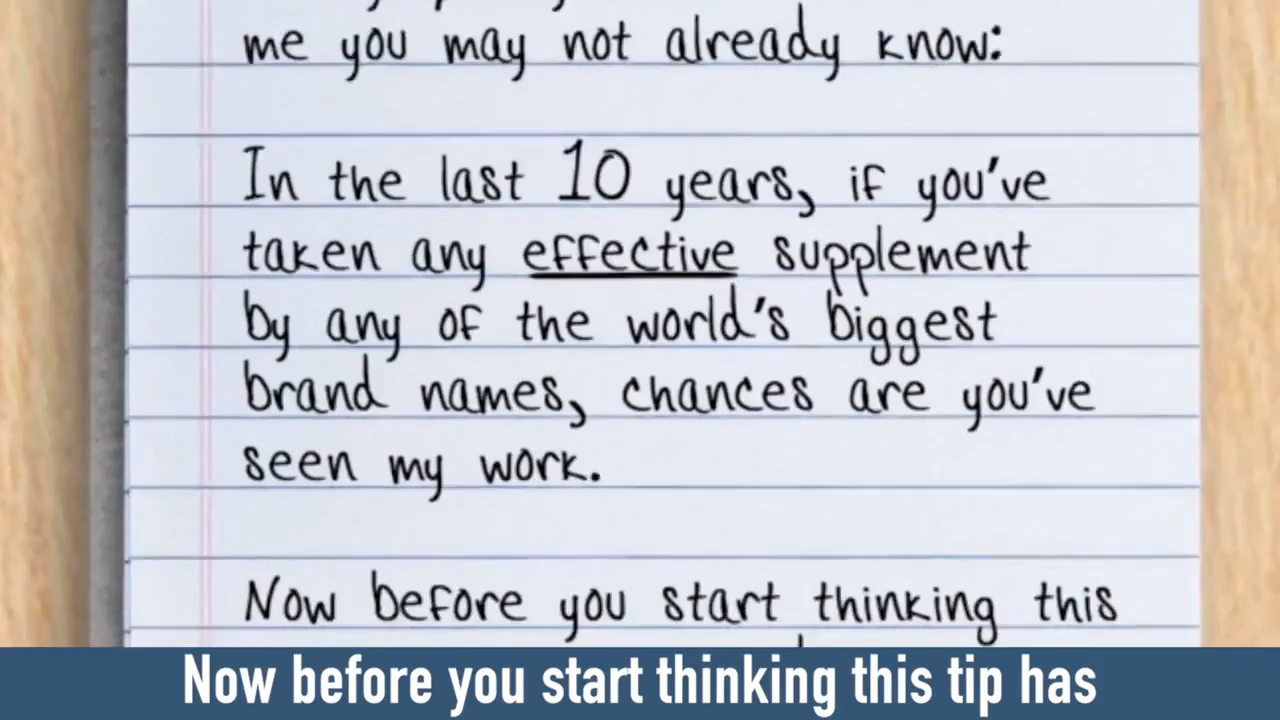 me you may not already know:
In the last 10 years, if you've
taken any effective supplement
by any of the world's biggest
brand names, chances are you've
seen my work.
Now before you start thinking this
Now before you start thinking this tip has